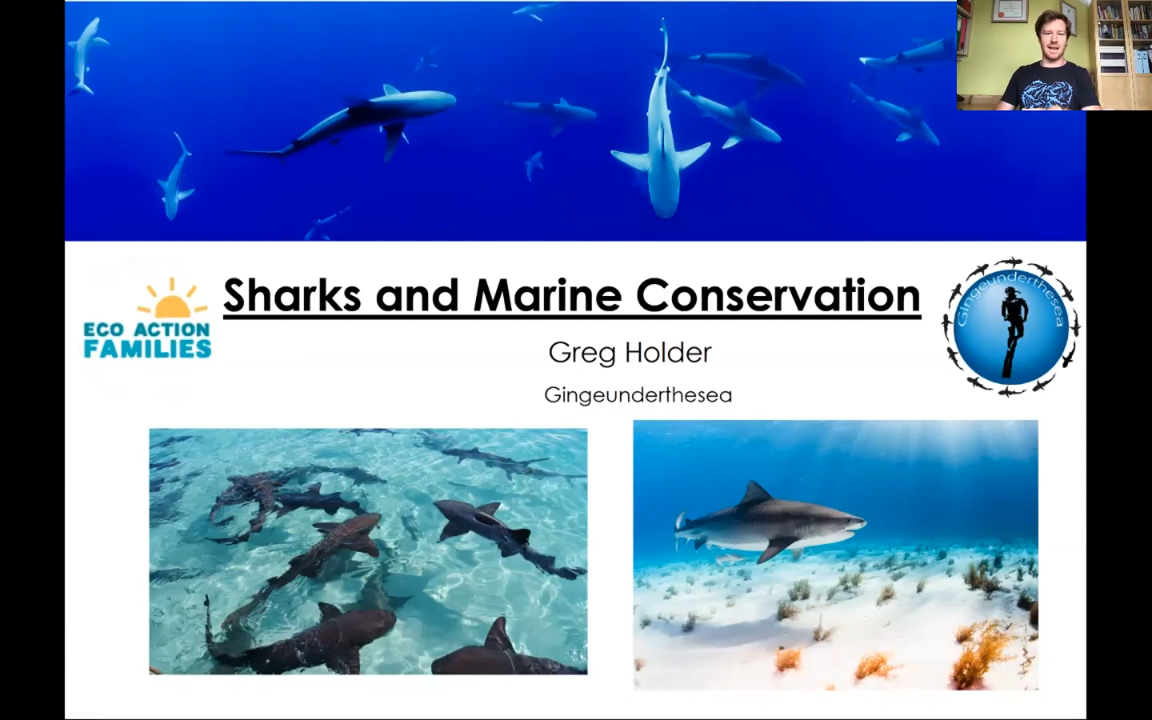 Sharks and Marine Conservation
ECO ACTION
FAMILIES
Greg Holder
Gingeunderthesea
Gingeunderthesea